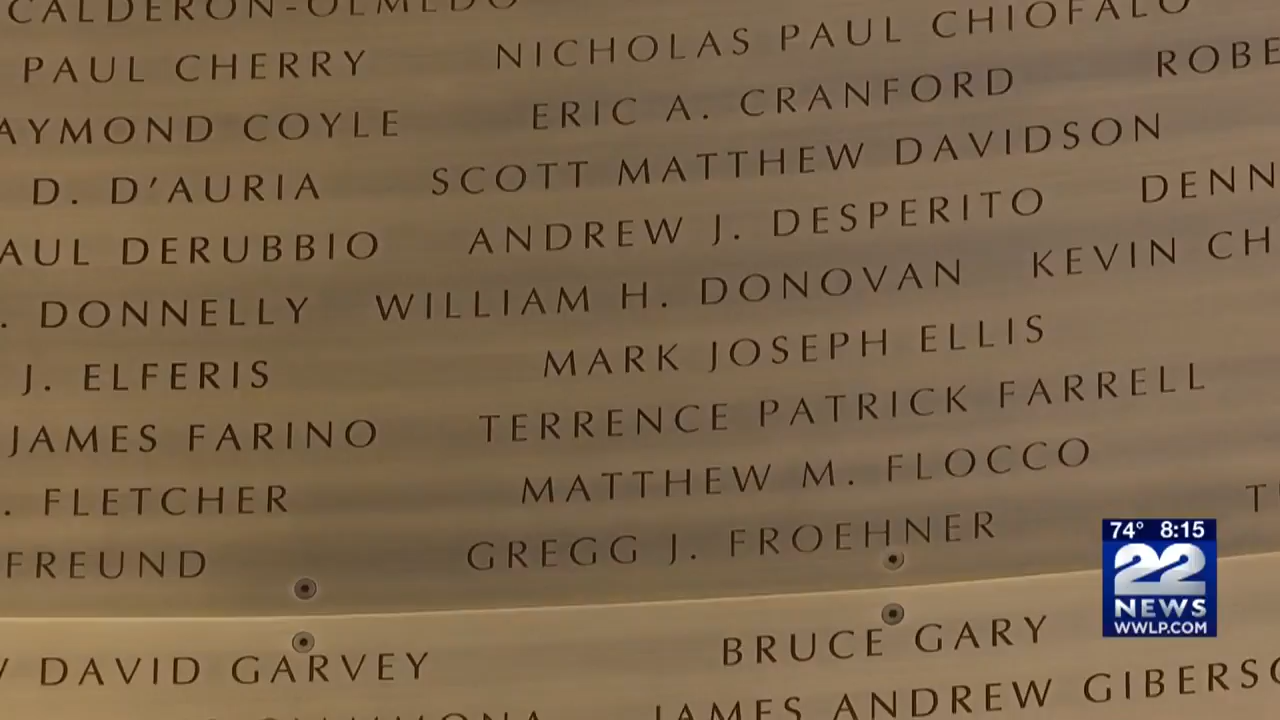 CALDERON-OLMEDO
PAUL CHERRY NICHOLAS PAUL CHIOFALO
AYMOND COYLE ERIC A. CRANFORD ROBE
D. D'AURIA SCOTT MATTHEW DAVIDSON
AUL DERUBBIO ANDREW J. DESPERITO DENN
. DONNELLY WILLIAM H. DONOVAN KEVIN CH
J. ELFERIS MARK JOSEPH ELLIS
JAMES FARINO TERRENCE PATRICK FARRELL
. FLETCHER MATTHEW M. FLOCCO
FREUND GREGG J. FROEHNER T
DAVID GARVEY BRUCE GARY
JAMES ANDREW GIBERSO
74° 8:15
22
NEWS
WWLP.COM